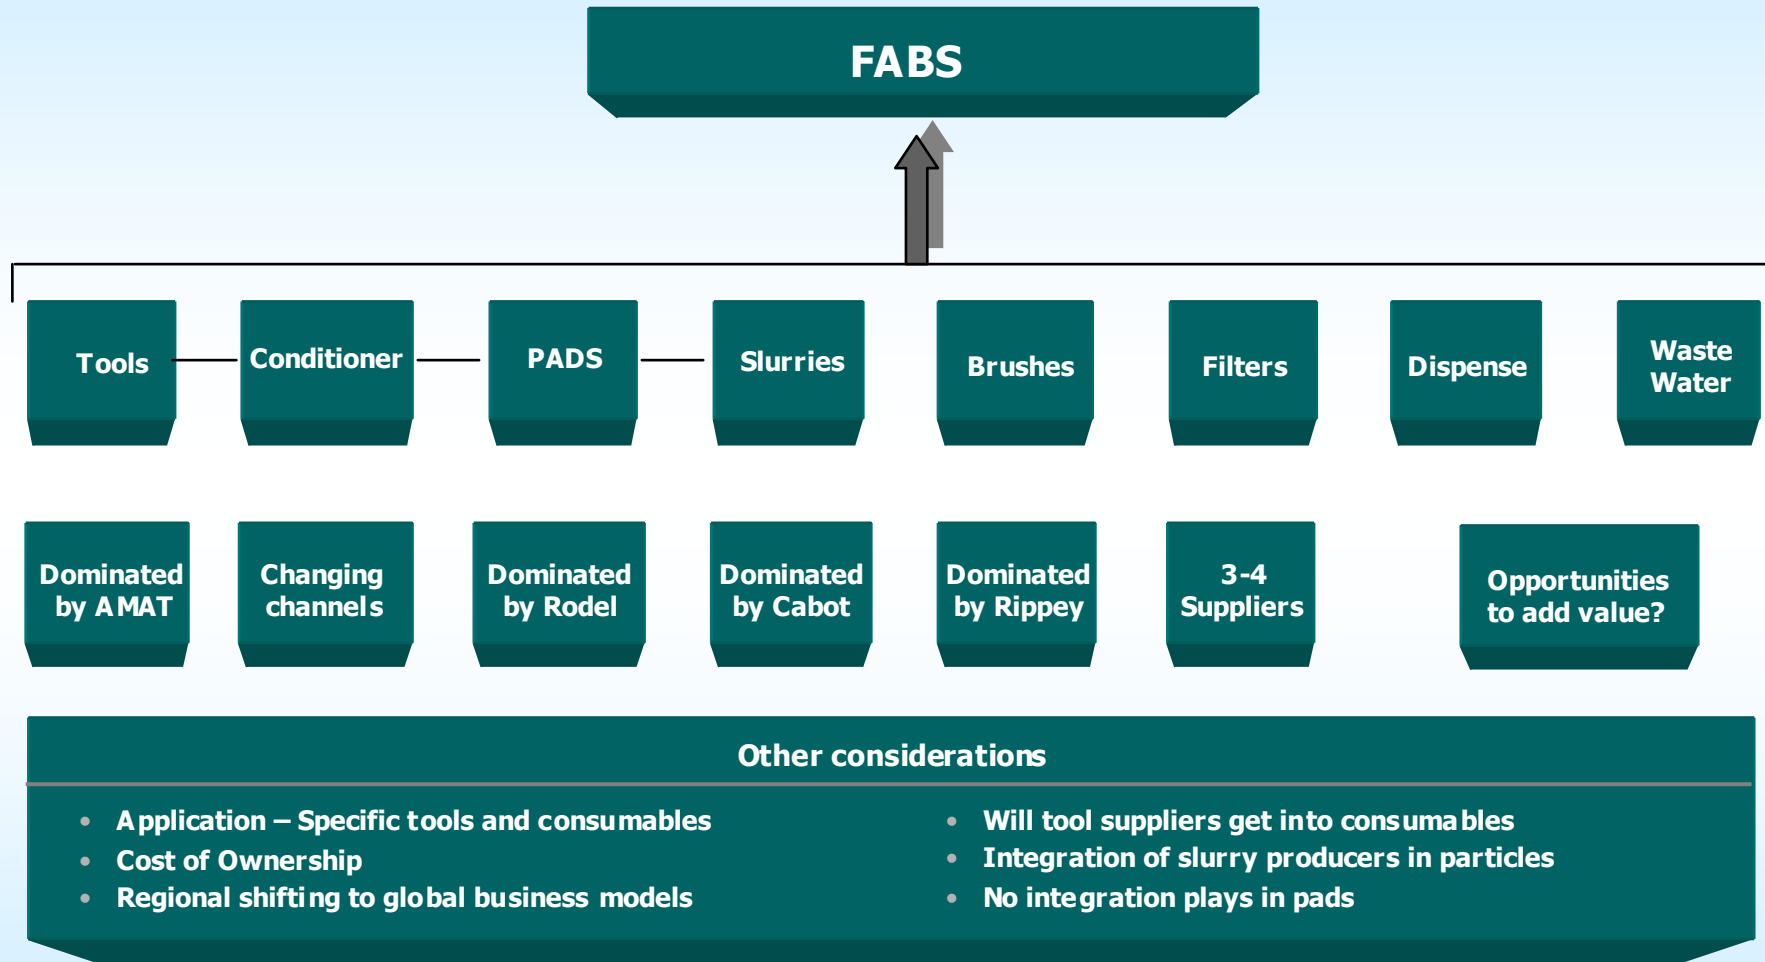 FABS
Tools
Conditioner
PADS
Slurries
Brushes
Filters
Dispense
Waste
Water
Dominated
by AMAT
Changing
channels
Dominated
by Rodel
Dominated
by Cabot
Dominated
by Rippey
3-4
Suppliers
Opportunities
to add value?
Other considerations
• Application – Specific tools and consumables
• Cost of Ownership
• Regional shifting to global business models
• Will tool suppliers get into consumables
• Integration of slurry producers in particles
• No integration plays in pads